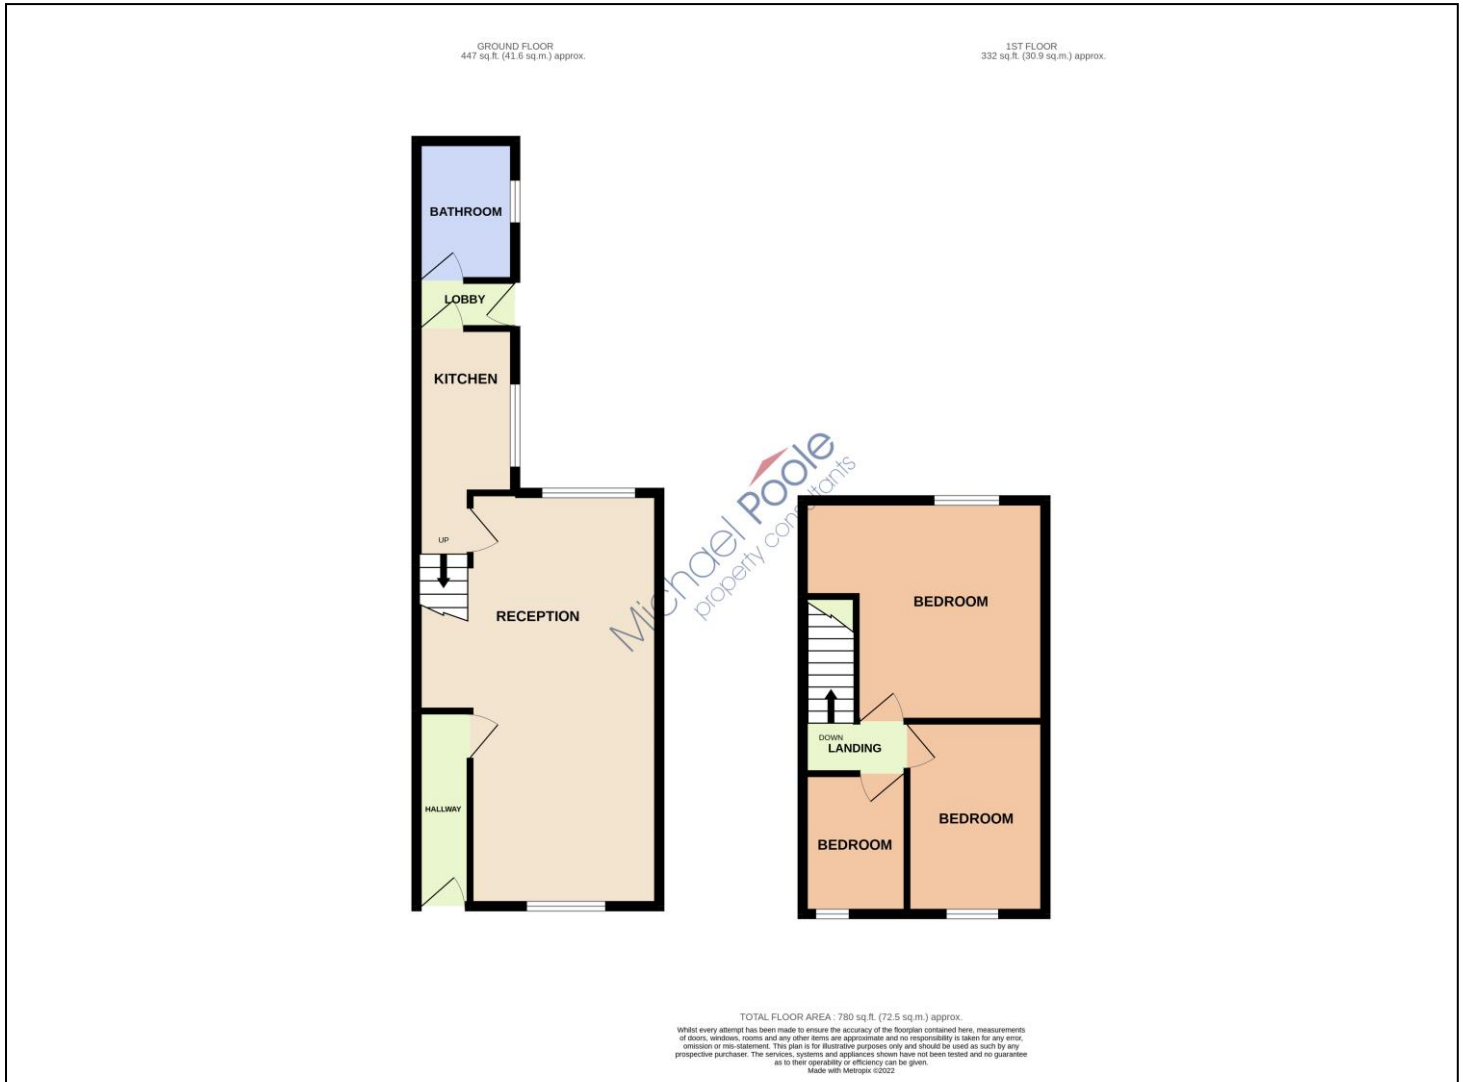 GROUND FLOOR
447 sq.ft. (41.6 sq.m.) approx.
1ST FLOOR
332 sq.ft. (30.9 sq.m.) approx.
BATHROOM
LOBBY
KITCHEN
UP
RECEPTION
HALLWAY
Michael Poole
property consultants
BEDROOM
DOWN
LANDING
BEDROOM
BEDROOM
TOTAL FLOOR AREA : 780 sq.ft. (72.5 sq.m.) approx.
Whilst every attempt has been made to ensure the accuracy of the floorplan contained here, measurements
of doors, windows, rooms and any other items are approximate and no responsibility is taken for any error,
omission or mis-statement. This plan is for illustrative purposes only and should be used as such by any
prospective purchaser. The services, systems and appliances shown have not been tested and no guarantee
as to their operability or efficiency can be given.
Made with Metropix ©2022